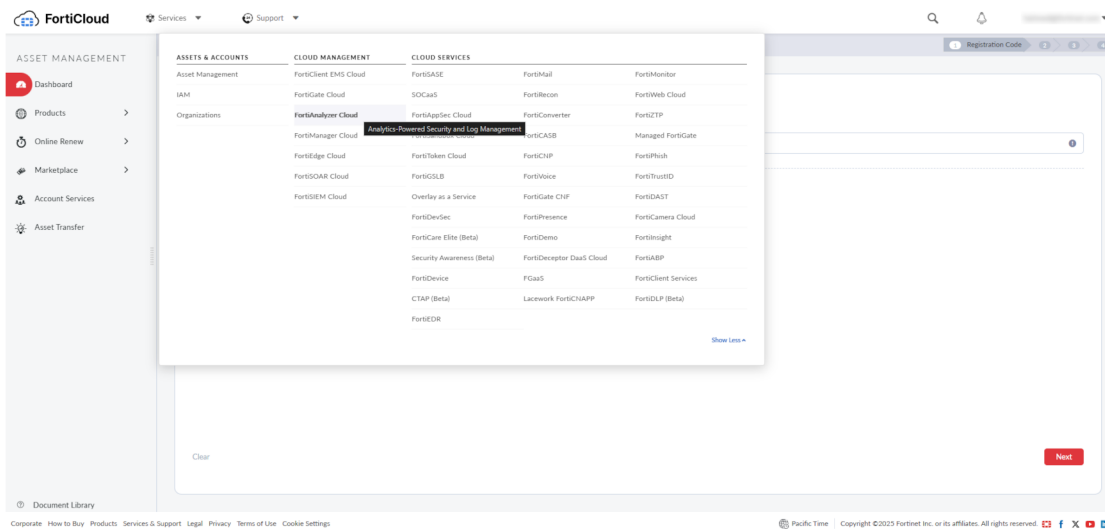 FortiCloud
Services
Support
ASSET MANAGEMENT
Dashboard
Products
Online Renew
Marketplace
Account Services
Asset Transfer
Document Library
1 Registration Code 2 3 4
ASSETS & ACCOUNTS
Asset Management
IAM
Organizations
CLOUD MANAGEMENT
FortiClient EMS Cloud
FortiGate Cloud
FortiAnalyzer Cloud
Analytics-Powered Security and Log Management
FortiManager Cloud
FortiEdge Cloud
FortiSOAR Cloud
FortiSIEM Cloud
CLOUD SERVICES
FortiSASE
SOCaaS
FortiAppSec Cloud
FortiSandbox Cloud
FortiToken Cloud
FortiGSLB
Overlay as a Service
FortiDevSec
FortiCare Elite (Beta)
Security Awareness (Beta)
FortiDevice
CTAP (Beta)
FortiEDR
FortiMail
FortiRecon
FortiConverter
FortiCASB
FortiCNP
FortiVoice
FortiGate CNF
FortiPresence
FortiDemo
FortiDeceptor DaaS Cloud
FGaaS
Lacework FortiCNAPP
FortiMonitor
FortiWeb Cloud
FortiZTP
Managed FortiGate
FortiPhish
FortiTrustID
FortiDAST
FortiCamera Cloud
FortiInsight
FortiABP
FortiClient Services
FortiDLP (Beta)
Show Less
Clear
Next
Corporate How to Buy Products Services & Support Legal Privacy Terms of Use Cookie Settings
Pacific Time Copyright ©2025 Fortinet Inc. or its affiliates. All rights reserved.